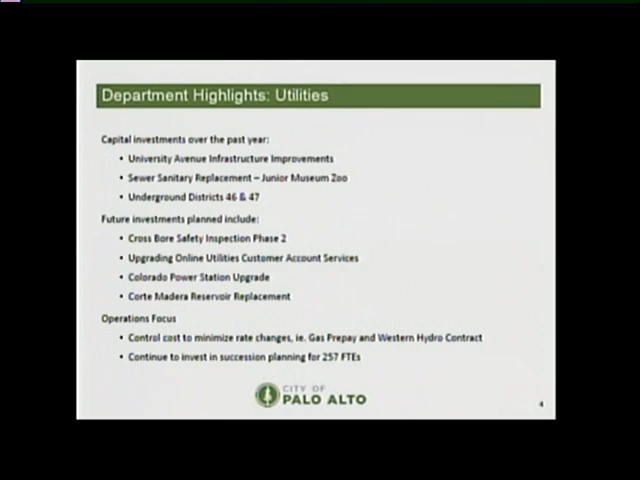 Department Highlights: Utilities
Capital investments over the past year:
• University Avenue Infrastructure Improvements
• Sewer Sanitary Replacement – Junior Museum Zoo
• Underground Districts 46 & 47
Future investments planned include:
• Cross Bore Safety Inspection Phase 2
• Upgrading Online Utilities Customer Account Services
• Colorado Power Station Upgrade
• Corte Madera Reservoir Replacement
Operations Focus
• Control cost to minimize rate changes, ie. Gas Prepay and Western Hydro Contract
• Continue to invest in succession planning for 257 FTEs
CITY OF
PALO ALTO
4